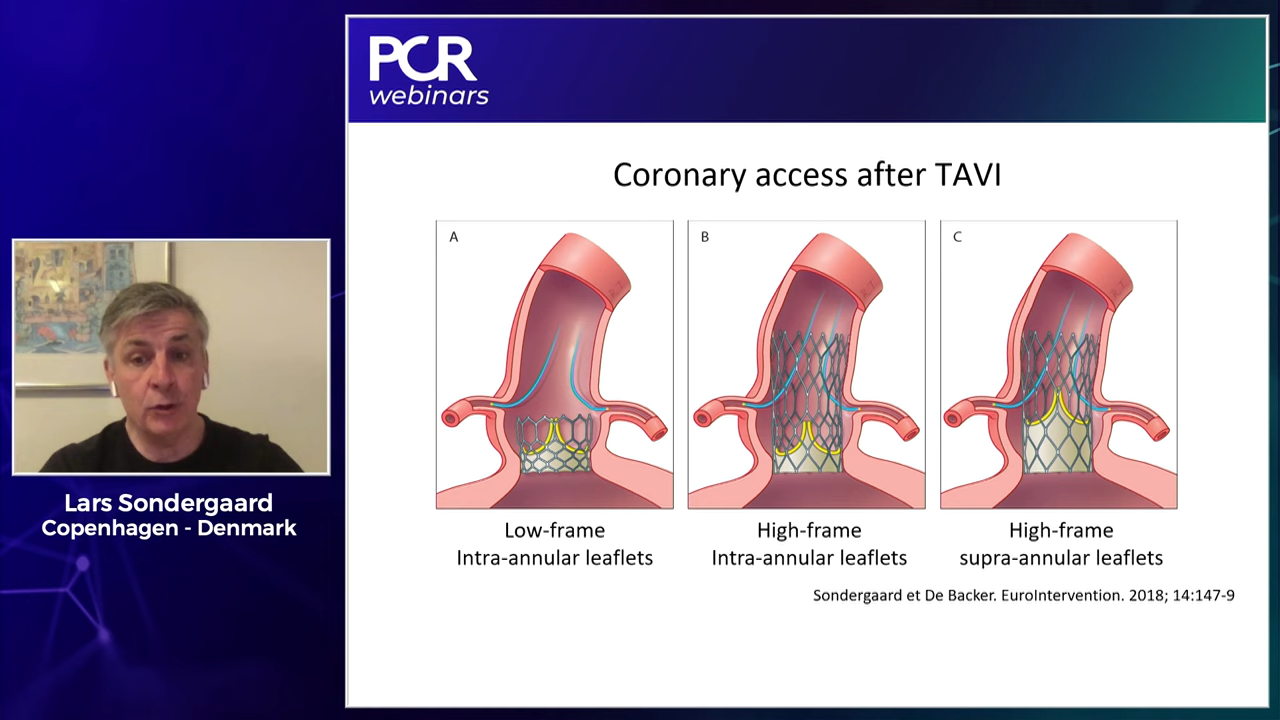 PCR
webinars
Coronary access after TAVI
A
B
C
Low-frame
Intra-annular leaflets
High-frame
Intra-annular leaflets
High-frame
supra-annular leaflets
Sondergaard et De Backer. EuroIntervention. 2018; 14:147-9
Lars Sondergaard
Copenhagen - Denmark